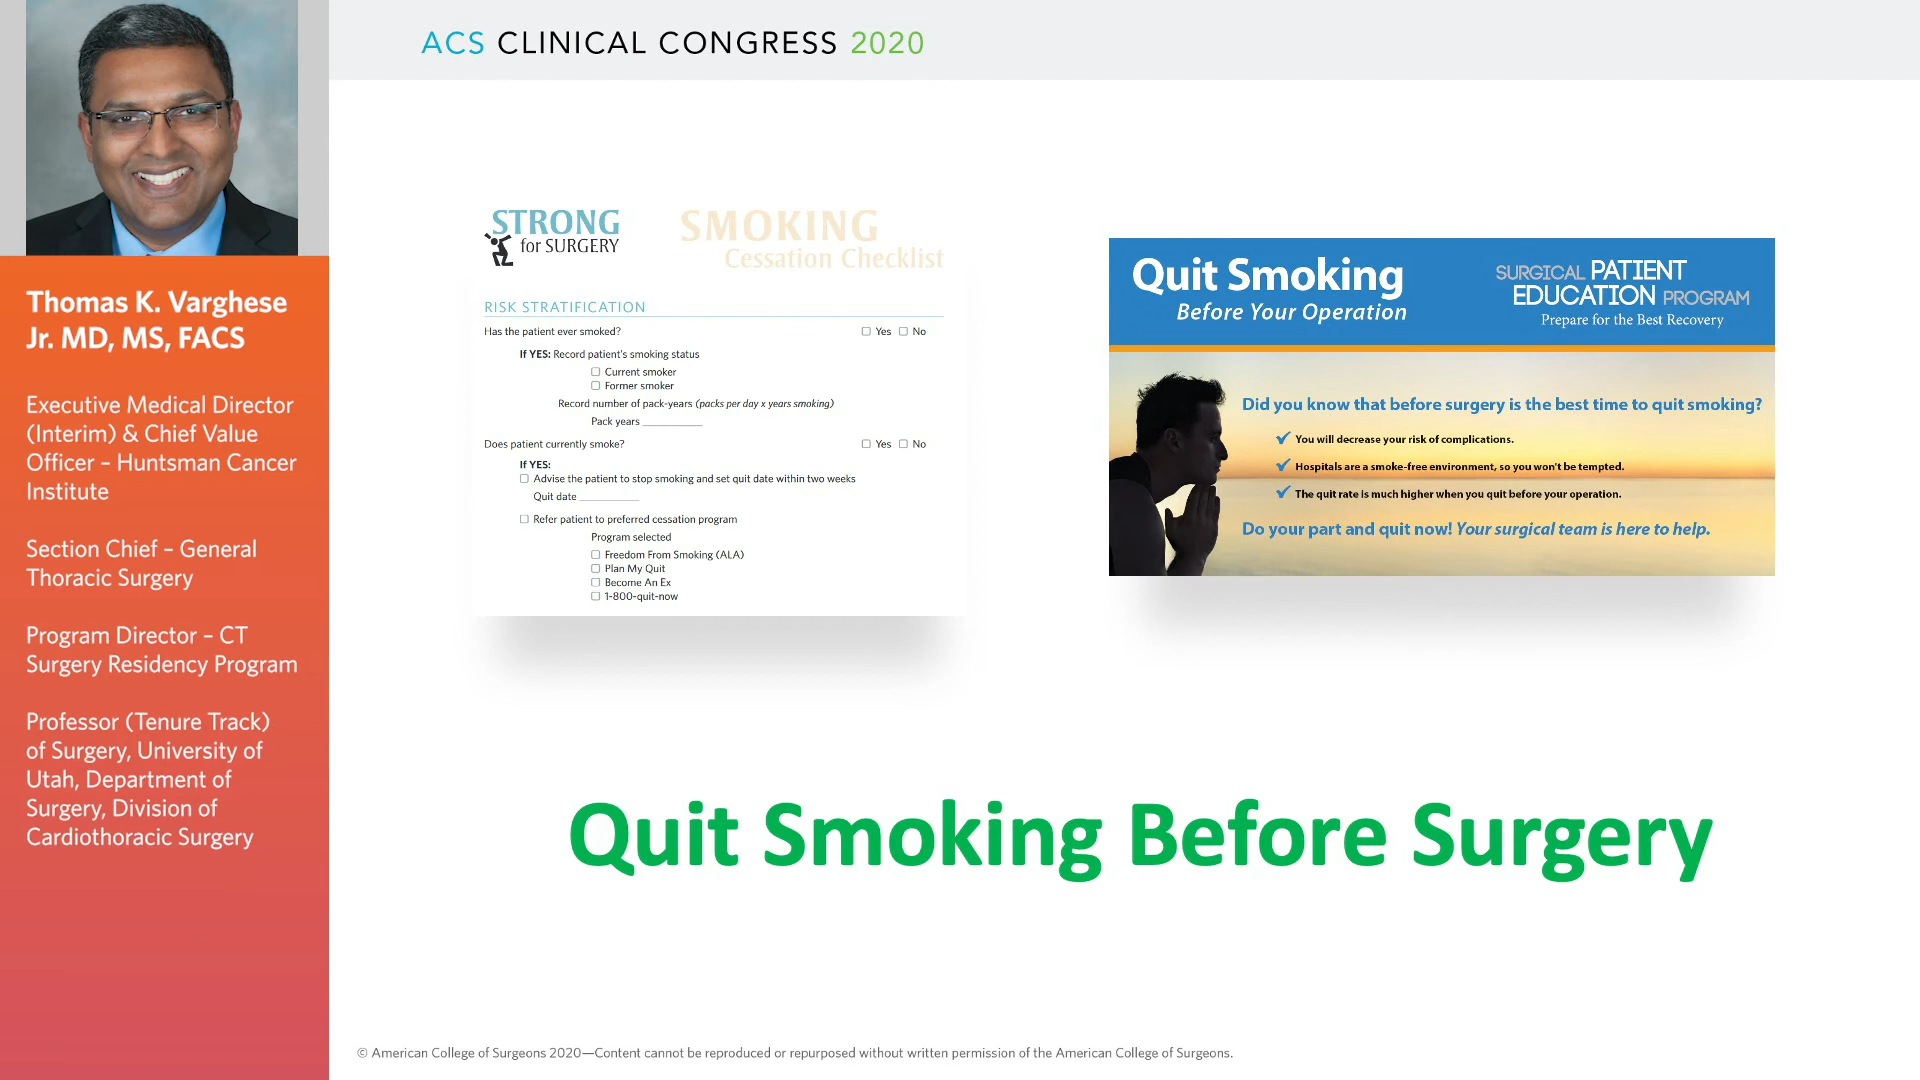 ACS CLINICAL CONGRESS 2020
Thomas K. Varghese
Jr. MD, MS, FACS
Executive Medical Director
(Interim) & Chief Value
Officer – Huntsman Cancer
Institute
Section Chief – General
Thoracic Surgery
Program Director – CT
Surgery Residency Program
Professor (Tenure Track)
of Surgery, University of
Utah, Department of
Surgery, Division of
Cardiothoracic Surgery
STRONG
for SURGERY
SMOKING
Cessation Checklist
RISK STRATIFICATION
Has the patient ever smoked? Yes No
If YES: Record patient's smoking status
Current smoker
Former smoker
Record number of pack-years (packs per day x years smoking)
Pack years ___________
Does patient currently smoke? Yes No
If YES:
Advise the patient to stop smoking and set quit date within two weeks
Quit date ___________
Refer patient to preferred cessation program
Program selected
Freedom From Smoking (ALA)
Plan My Quit
Become An Ex
1-800-quit-now
Quit Smoking
Before Your Operation
SURGICAL PATIENT
EDUCATION PROGRAM
Prepare for the Best Recovery
Did you know that before surgery is the best time to quit smoking?
✓ You will decrease your risk of complications.
✓ Hospitals are a smoke-free environment, so you won't be tempted.
✓ The quit rate is much higher when you quit before your operation.
Do your part and quit now! Your surgical team is here to help.
Quit Smoking Before Surgery
© American College of Surgeons 2020—Content cannot be reproduced or repurposed without written permission of the American College of Surgeons.